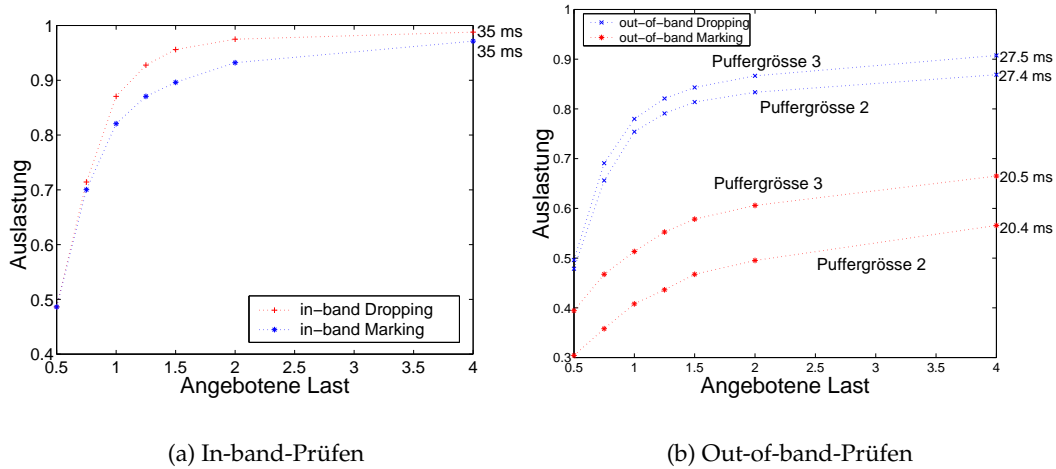 1
0.9
0.8
0.7
0.6
0.5
0.4
Auslastung
35 ms
35 ms
in-band Dropping
in-band Marking
0.5 1 1.5 2 2.5 3 3.5 4
Angebotene Last
(a) In-band-Prüfen
1
0.9
0.8
0.7
0.6
0.5
0.4
0.3
Auslastung
out-of-band Dropping
out-of-band Marking
Puffergrösse 3
27.5 ms
27.4 ms
Puffergrösse 2
Puffergrösse 3
20.5 ms
20.4 ms
Puffergrösse 2
0.5 1 1.5 2 2.5 3 3.5 4
Angebotene Last
(b) Out-of-band-Prüfen